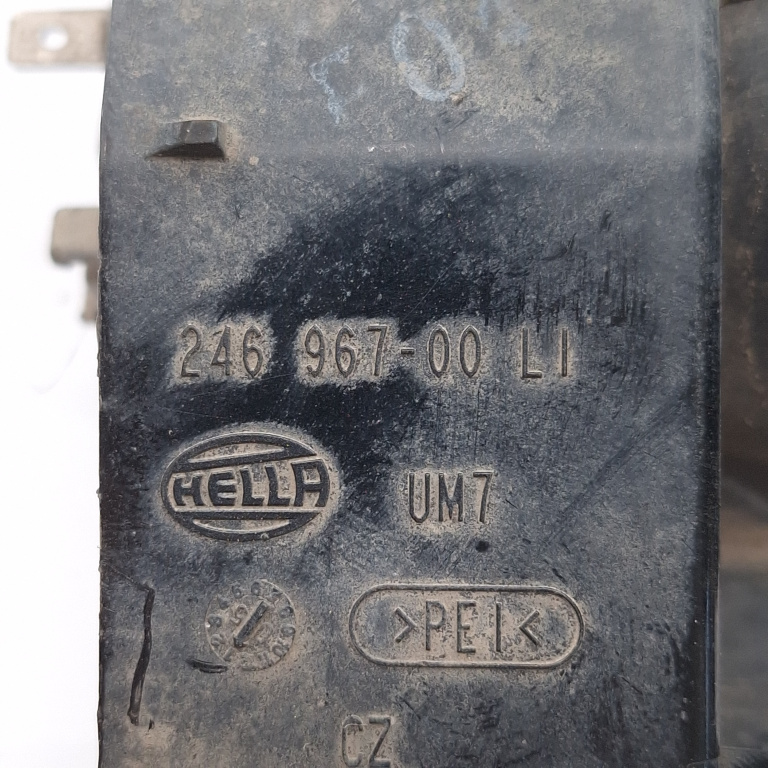 246 967-00 LI
HELLA
UM7
>PEI<
CZ